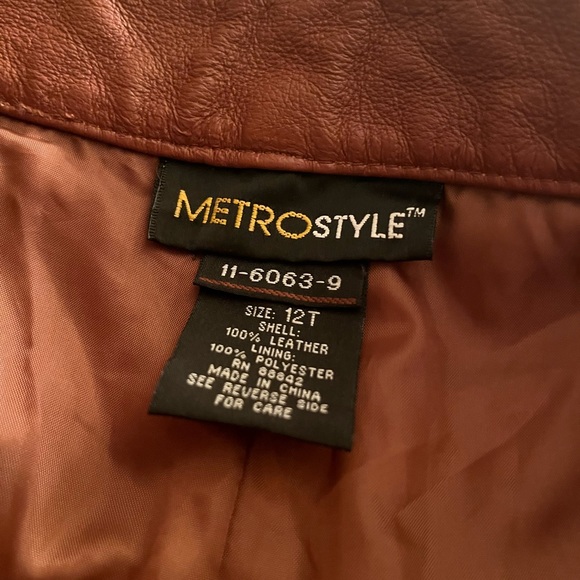 METROSTYLE™
11-6063-9
SIZE: 12T
SHELL:
100% LEATHER
LINING:
100% POLYESTER
RN 88842
MADE IN CHINA
SEE REVERSE SIDE
FOR CARE